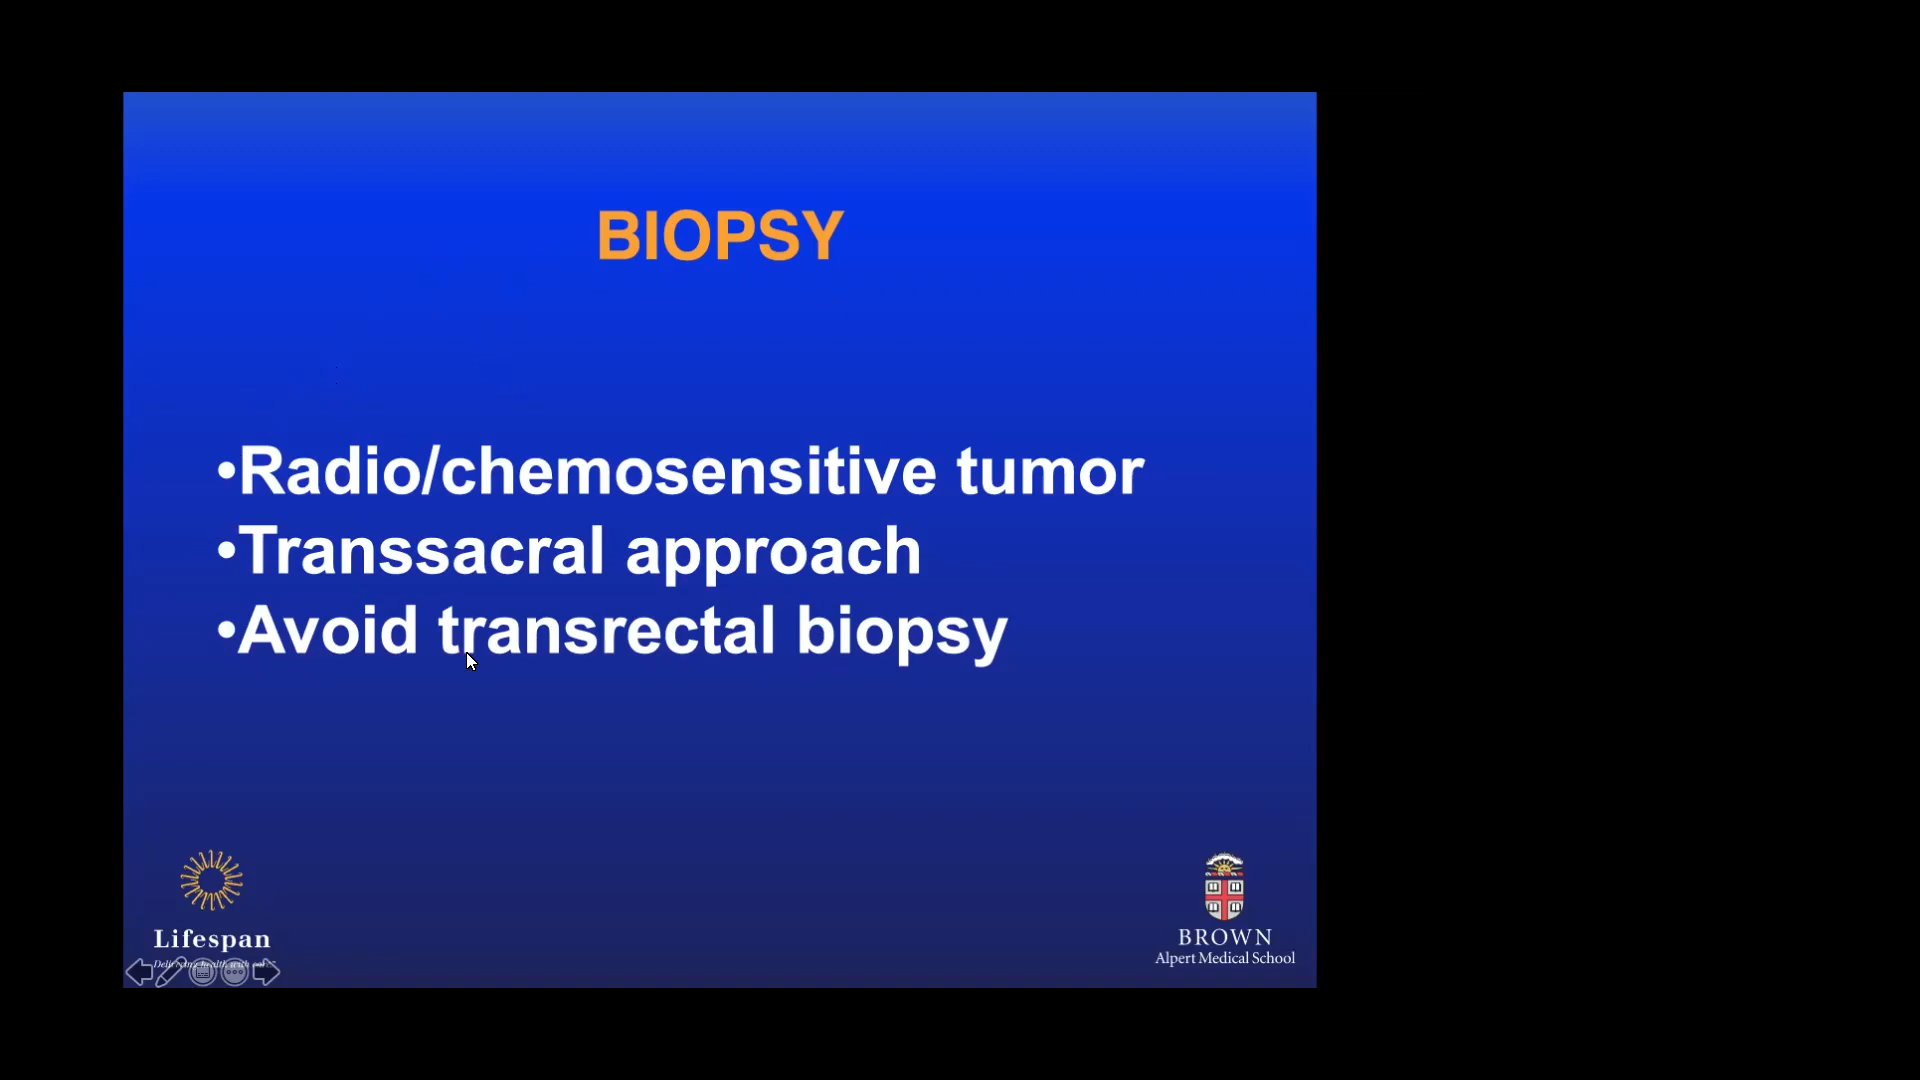 BIOPSY
•Radio/chemosensitive tumor
•Transsacral approach
•Avoid transrectal biopsy
Lifespan
BROWN
Alpert Medical School